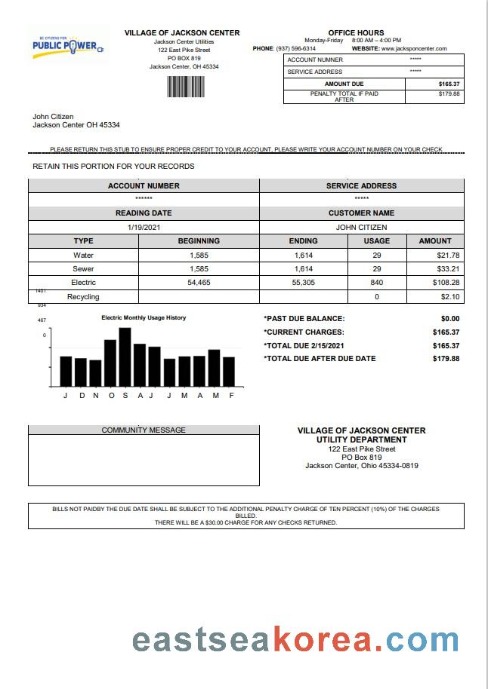 BE CITIZENS FOR
PUBLIC POWER
VILLAGE OF JACKSON CENTER
Jackson Center Utilities
122 East Pike Street
PO BOX 819
Jackson Center, OH 45334
OFFICE HOURS
Monday-Friday 8:00 AM – 4:00 PM
PHONE: (937) 596-6314 WEBSITE: www.jacksponcenter.com
ACCOUNT NUMNER *****
SERVICE ADDRESS *****
AMOUNT DUE $165.37
PENALTY TOTAL IF PAID $179.88
AFTER
John Citizen
Jackson Center OH 45334
PLEASE RETURN THIS STUB TO ENSURE PROPER CREDIT TO YOUR ACCOUNT, PLEASE WRITE YOUR ACCOUNT NUMBER ON YOUR CHECK
RETAIN THIS PORTION FOR YOUR RECORDS
ACCOUNT NUMBER SERVICE ADDRESS
****** *****
READING DATE CUSTOMER NAME
1/19/2021 JOHN CITIZEN
TYPE BEGINNING ENDING USAGE AMOUNT
Water 1,585 1,614 29 $21.78
Sewer 1,585 1,614 29 $33.21
Electric 54,465 55,305 840 $108.28
Recycling 0 $2.10
1401
934
467
0
Electric Monthly Usage History
J D N O S A J J M A M F
*PAST DUE BALANCE: $0.00
*CURRENT CHARGES: $165.37
*TOTAL DUE 2/15/2021 $165.37
*TOTAL DUE AFTER DUE DATE $179.88
COMMUNITY MESSAGE
VILLAGE OF JACKSON CENTER
UTILITY DEPARTMENT
122 East Pike Street
PO Box 819
Jackson Center, Ohio 45334-0819
BILLS NOT PAIDBY THE DUE DATE SHALL BE SUBJECT TO THE ADDITIONAL PENALTY CHARGE OF TEN PERCENT (10%) OF THE CHARGES
BILLED.
THERE WILL BE A $30.00 CHARGE FOR ANY CHECKS RETURNED.
eastseakorea.com